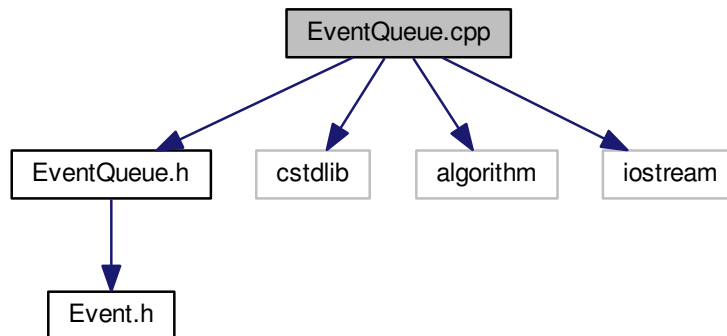 EventQueue.cpp
EventQueue.h
cstdlib
algorithm
iostream
Event.h